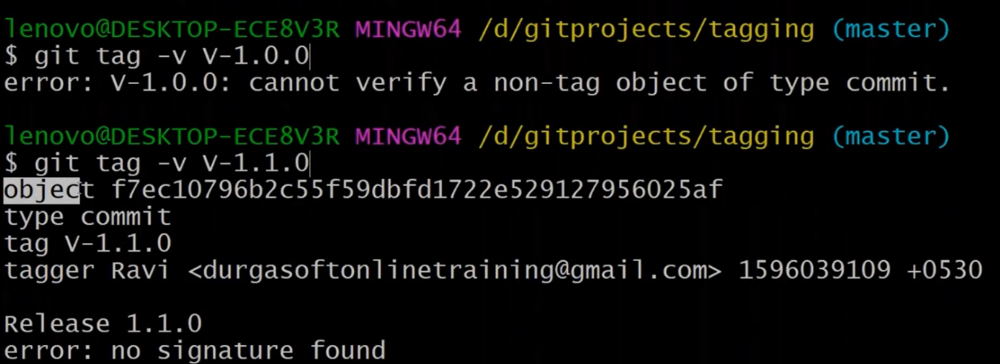 lenovo@DESKTOP-ECE8V3R MINGW64 /d/gitprojects/tagging (master)
$ git tag -v V-1.0.0
error: V-1.0.0: cannot verify a non-tag object of type commit.
lenovo@DESKTOP-ECE8V3R MINGW64 /d/gitprojects/tagging (master)
$ git tag -v V-1.1.0
object f7ec10796b2c55f59dbfd1722e529127956025af
type commit
tag V-1.1.0
tagger Ravi <durgasoftonlinetraining@gmail.com> 1596039109 +0530
Release 1.1.0
error: no signature found